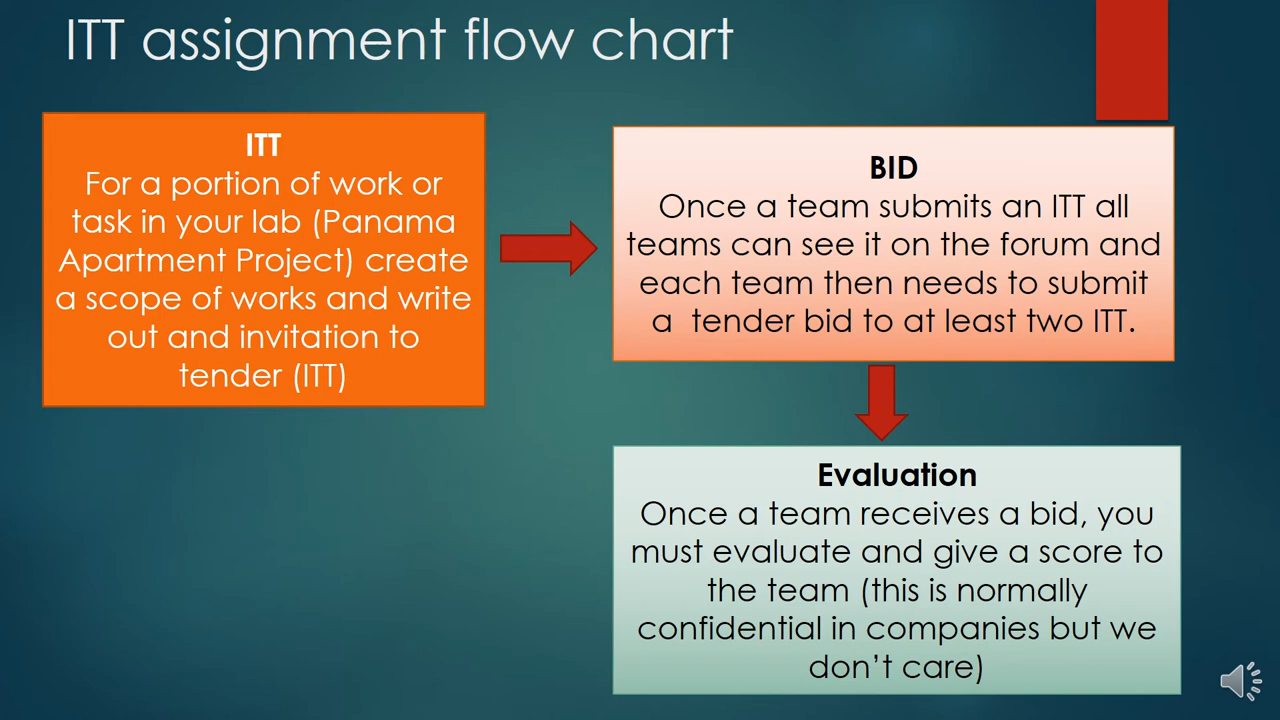 ITT assignment flow chart
ITT
For a portion of work or
task in your lab (Panama
Apartment Project) create
a scope of works and write
out and invitation to
tender (ITT)
BID
Once a team submits an ITT all
teams can see it on the forum and
each team then needs to submit
a  tender bid to at least two ITT.
Evaluation
Once a team receives a bid, you
must evaluate and give a score to
the team (this is normally
confidential in companies but we
don’t care)